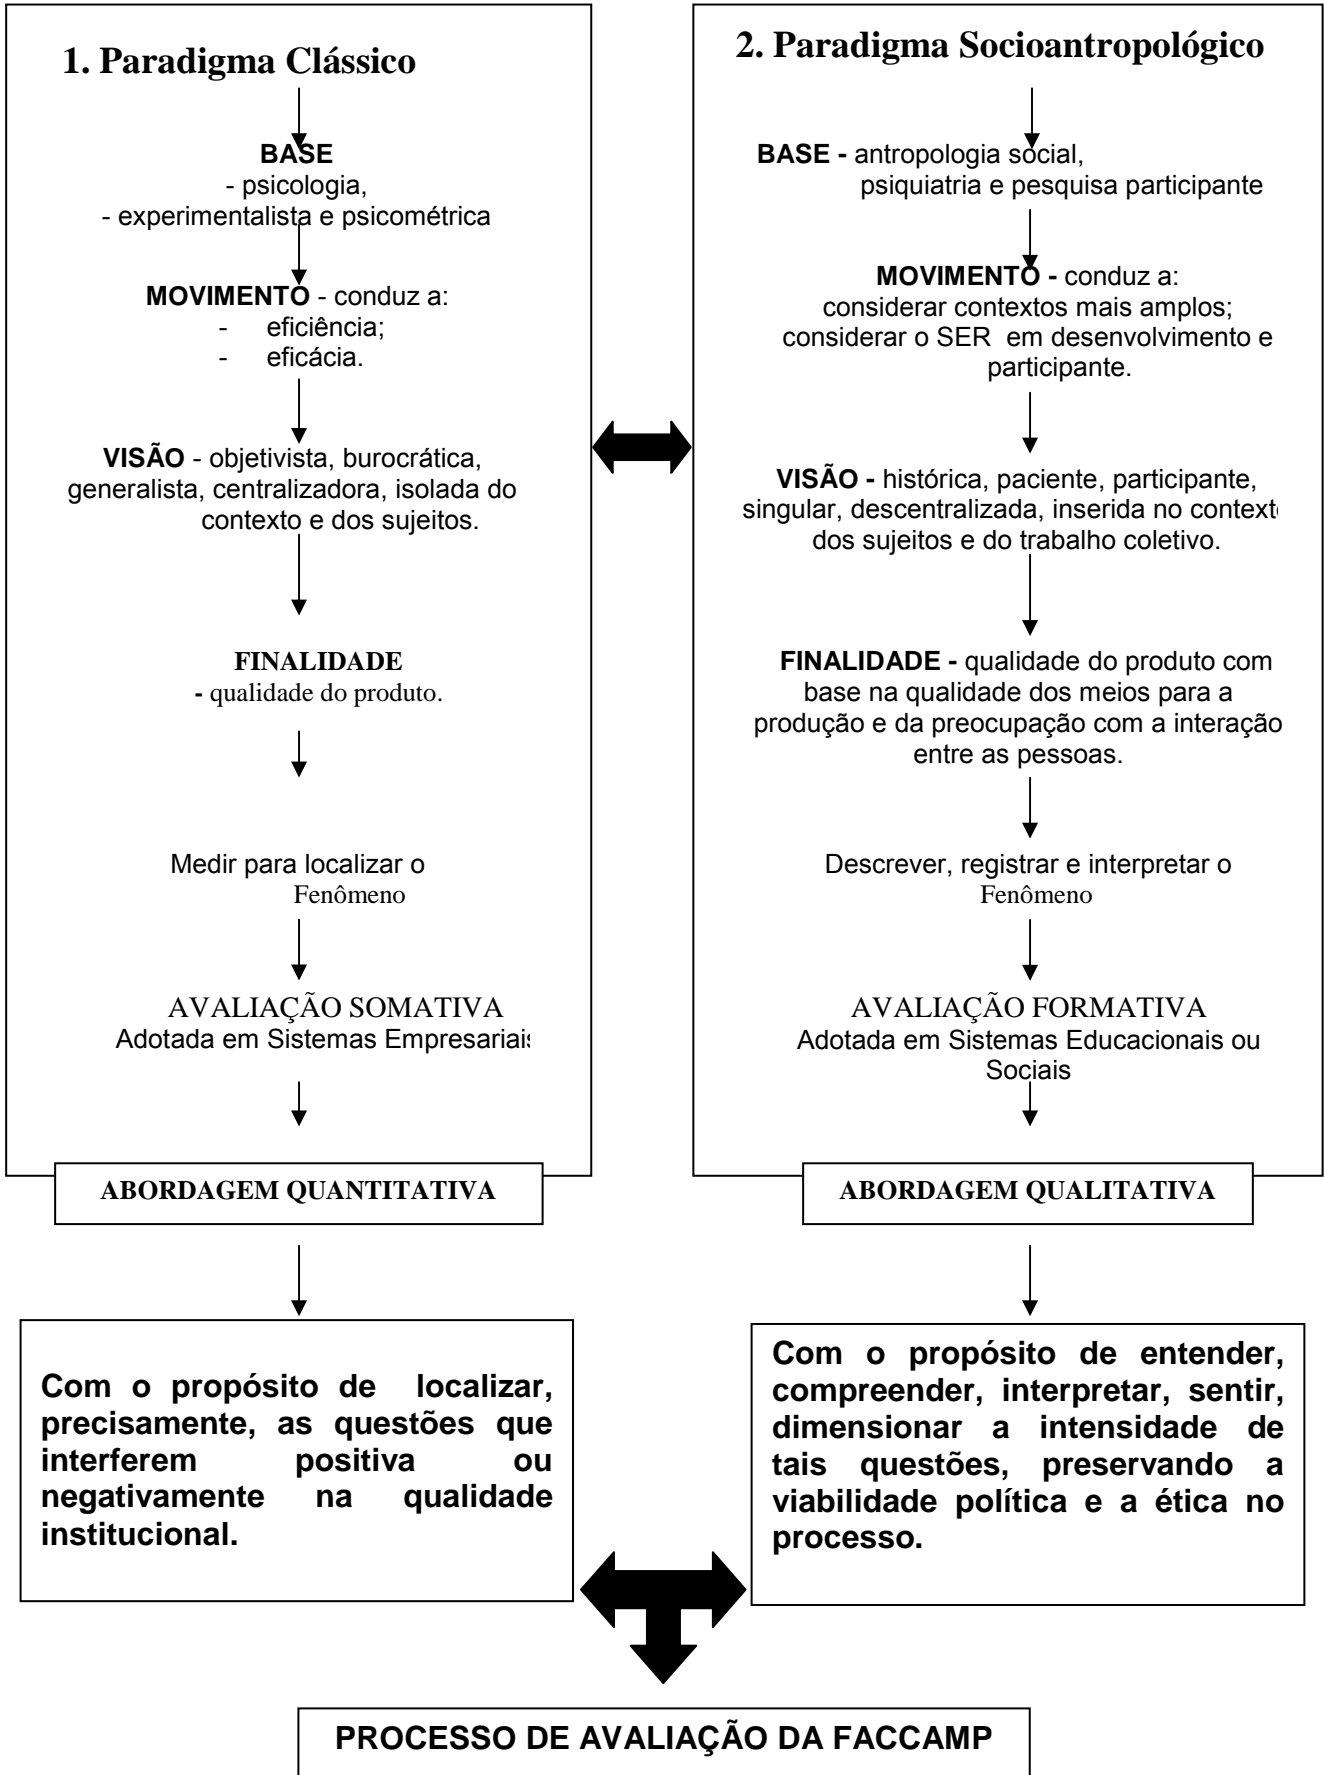 1. Paradigma Clássico
BASE
- psicologia,
- experimentalista e psicométrica
MOVIMENTO - conduz a:
- eficiência;
- eficácia.
VISÃO - objetivista, burocrática,
generalista, centralizadora, isolada do
contexto e dos sujeitos.
FINALIDADE
- qualidade do produto.
Medir para localizar o
Fenômeno
AVALIAÇÃO SOMATIVA
Adotada em Sistemas Empresariais
ABORDAGEM QUANTITATIVA
Com o propósito de localizar,
precisamente, as questões que
interferem positiva ou
negativamente na qualidade
institucional.
2. Paradigma Socioantropológico
BASE - antropologia social,
psiquiatria e pesquisa participante
MOVIMENTO - conduz a:
considerar contextos mais amplos;
considerar o SER em desenvolvimento e
participante.
VISÃO - histórica, paciente, participante,
singular, descentralizada, inserida no contexto
dos sujeitos e do trabalho coletivo.
FINALIDADE - qualidade do produto com
base na qualidade dos meios para a
produção e da preocupação com a interação
entre as pessoas.
Descrever, registrar e interpretar o
Fenômeno
AVALIAÇÃO FORMATIVA
Adotada em Sistemas Educacionais ou
Sociais
ABORDAGEM QUALITATIVA
Com o propósito de entender,
compreender, interpretar, sentir,
dimensionar a intensidade de
tais questões, preservando a
viabilidade política e a ética no
processo.
PROCESSO DE AVALIAÇÃO DA FACCAMP